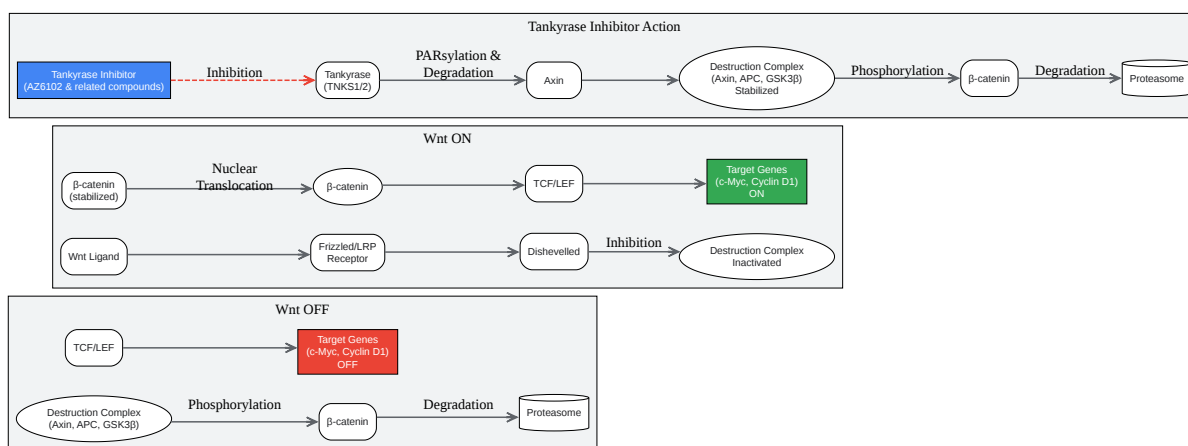 Tankyrase Inhibitor Action
Tankyrase Inhibitor
(AZ6102 & related compounds)
Inhibition
Tankyrase
(TNKS1/2)
PARsylation &
Degradation
Axin
Destruction Complex
(Axin, APC, GSK3β)
Stabilized
Phosphorylation
β-catenin
Degradation
Proteasome
Wnt ON
β-catenin
(stabilized)
Nuclear
Translocation
β-catenin
TCF/LEF
Target Genes
(c-Myc, Cyclin D1)
ON
Wnt Ligand
Frizzled/LRP
Receptor
Dishevelled
Inhibition
Destruction Complex
Inactivated
Wnt OFF
TCF/LEF
Target Genes
(c-Myc, Cyclin D1)
OFF
Destruction Complex
(Axin, APC, GSK3β)
Phosphorylation
β-catenin
Degradation
Proteasome